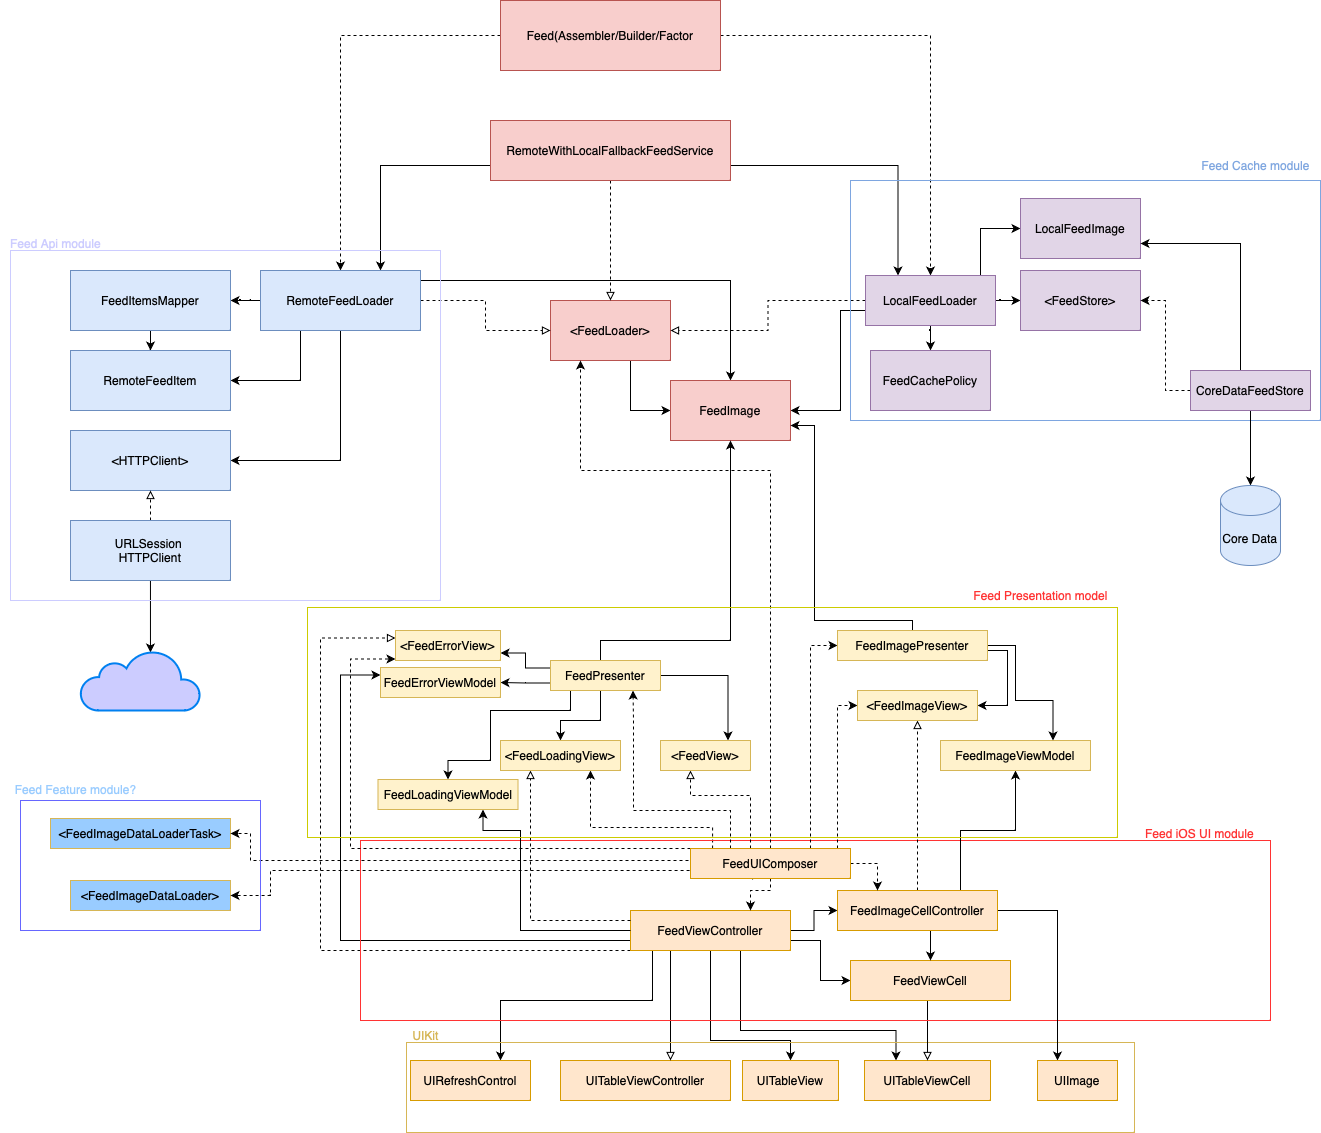 Feed(Assembler/Builder/Factor
RemoteWithLocalFallbackFeedService
Feed Cache module
LocalFeedImage
Feed Api module
FeedItemsMapper
RemoteFeedLoader
LocalFeedLoader
<FeedStore>
<FeedLoader>
RemoteFeedItem
FeedCachePolicy
CoreDataFeedStore
FeedImage
<HTTPClient>
URLSession
HTTPClient
Core Data
Feed Presentation model
<FeedErrorView>
FeedImagePresenter
FeedPresenter
FeedErrorViewModel
<FeedImageView>
<FeedLoadingView>
<FeedView>
FeedImageViewModel
Feed Feature module?
FeedLoadingViewModel
<FeedImageDataLoaderTask>
Feed iOS UI module
FeedUIComposer
<FeedImageDataLoader>
FeedImageCellController
FeedViewController
FeedViewCell
UIKit
UIRefreshControl
UITableViewController
UITableView
UITableViewCell
UIImage